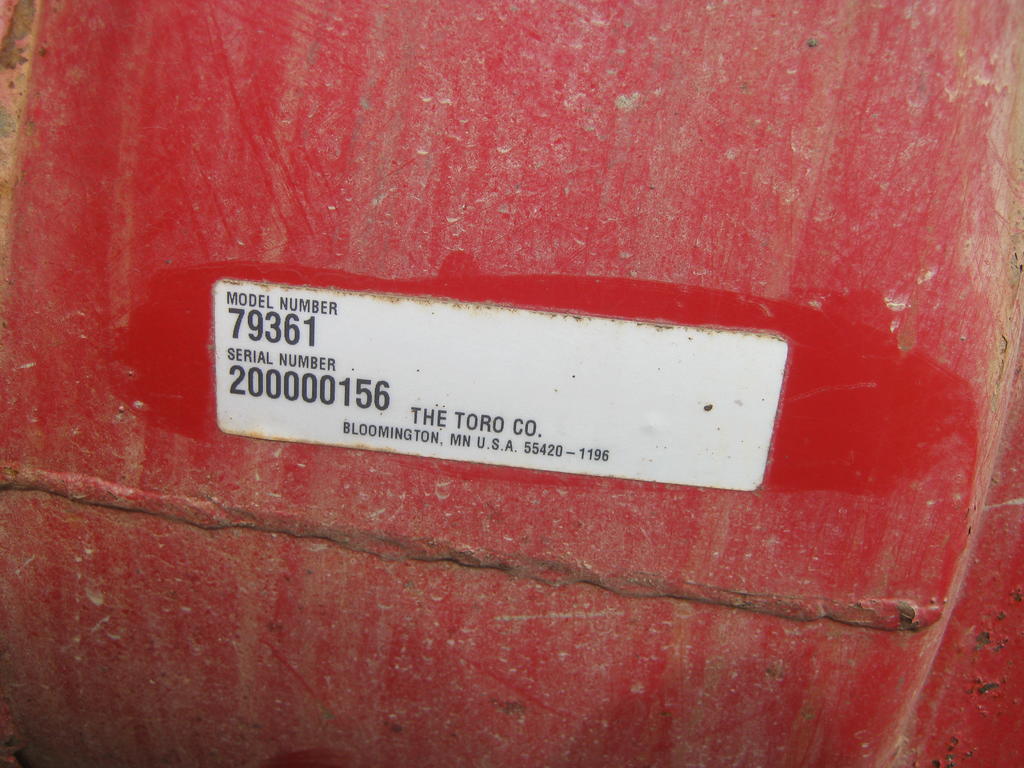 MODEL NUMBER
79361
SERIAL NUMBER
200000156
THE TORO CO.
BLOOMINGTON, MN U.S.A. 55420-1196